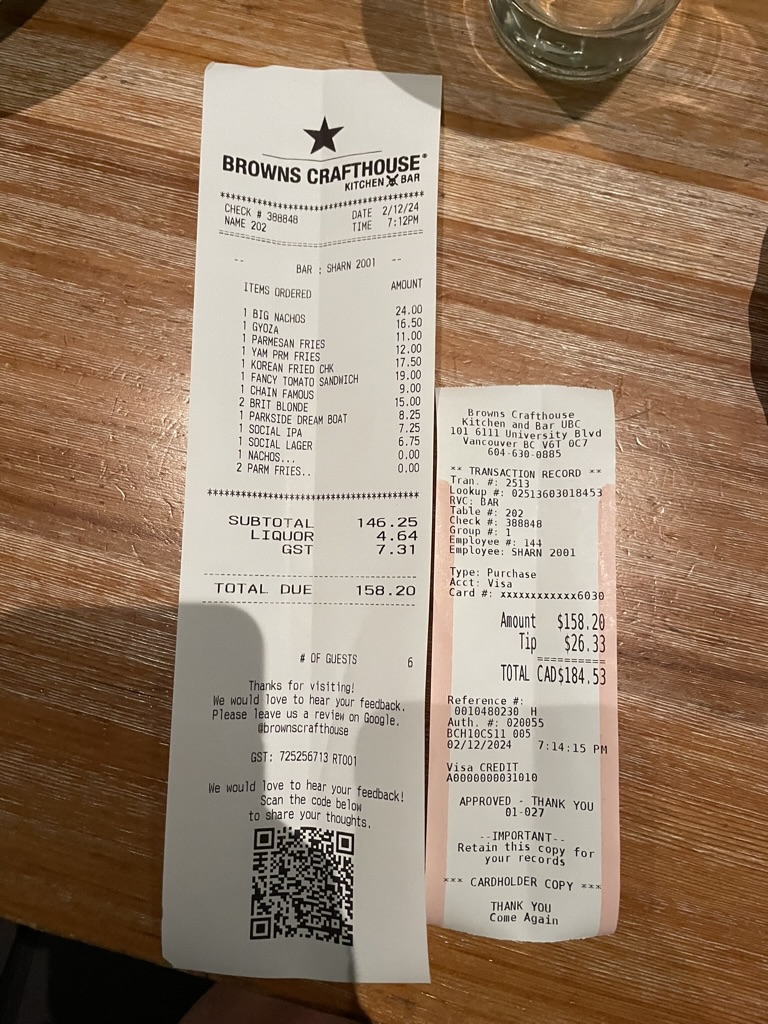 BROWNS CRAFTHOUSE
KITCHEN BAR
****************************************
CHECK # 388848 DATE 2/12/24
NAME 202 TIME 7:12PM
========================================
-- BAR : SHARN 2001 --
ITEMS ORDERED AMOUNT
1 BIG NACHOS 24.00
1 GYOZA 16.50
1 PARMESAN FRIES 11.00
1 YAM PRM FRIES 12.00
1 KOREAN FRIED CHK 17.50
1 FANCY TOMATO SANDWICH 19.00
1 CHAIN FAMOUS 9.00
2 BRIT BLONDE 15.00
1 PARKSIDE DREAM BOAT 8.25
1 SOCIAL IPA 7.25
1 SOCIAL LAGER 6.75
1 NACHOS... 0.00
2 PARM FRIES.. 0.00
****************************************
SUBTOTAL 146.25
LIQUOR 4.64
GST 7.31
----------------------------------------
TOTAL DUE 158.20
----------------------------------------
# OF GUESTS 6
Thanks for visiting!
We would love to hear your feedback.
Please leave us a review on Google.
@brownscrafthouse
GST: 725256713 RT001
We would love to hear your feedback!
Scan the code below
to share your thoughts.
Browns Crafthouse
Kitchen and Bar UBC
101 6111 University Blvd
Vancouver BC V6T 0C7
604-630-0885
** TRANSACTION RECORD **
Tran. #: 2513
Lookup #: 02513603018453
RVC: BAR
Table #: 202
Check #: 388848
Group #: 1
Employee #: 144
Employee: SHARN 2001
Type: Purchase
Acct: Visa
Card #: xxxxxxxxxxxx6030
Amount $158.20
Tip $26.33
==========
TOTAL CAD$184.53
Reference #:
0010480230 H
Auth. #: 020055
BCH10CS11 005
02/12/2024 7:14:15 PM
Visa CREDIT
A0000000031010
APPROVED - THANK YOU
01-027
--IMPORTANT--
Retain this copy for
your records
*** CARDHOLDER COPY ***
THANK YOU
Come Again